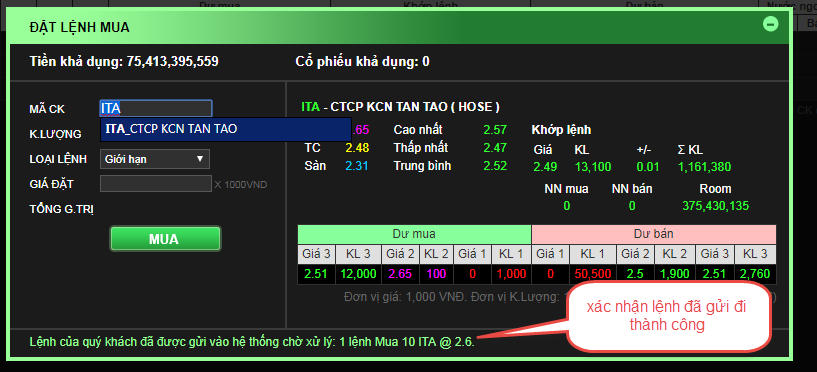 Dư mua Khớp lệnh Dư bán
ĐẶT LỆNH MUA
Tiền khả dụng: 75,413,395,559 Cổ phiếu khả dụng: 0
MÃ CK ITA
ITA_CTCP KCN TAN TAO
K.LƯỢNG
LOẠI LỆNH Giới hạn
GIÁ ĐẶT X 1000VND
TỔNG G.TRỊ
MUA
ITA - CTCP KCN TAN TAO ( HOSE )
.65 Cao nhất 2.57 Khớp lệnh
TC 2.48 Thấp nhất 2.47 Giá KL +/- Σ KL
Sàn 2.31 Trung bình 2.52 2.49 13,100 0.01 1,161,380
NN mua NN bán Room
0 0 375,430,135
Dư mua Dư bán
Giá 3 KL 3 Giá 2 KL 2 Giá 1 KL 1 Giá 1 KL 1 Giá 2 KL 2 Giá 3 KL 3
2.51 12,000 2.65 100 0 1,000 0 50,500 2.5 1,900 2.51 2,760
Đơn vị giá: 1,000 VNĐ. Đơn vị K.Lượng: 1
xác nhận lệnh đã gửi đi
thành công
Lệnh của quý khách đã được gửi vào hệ thống chờ xử lý: 1 lệnh Mua 10 ITA @ 2.6.